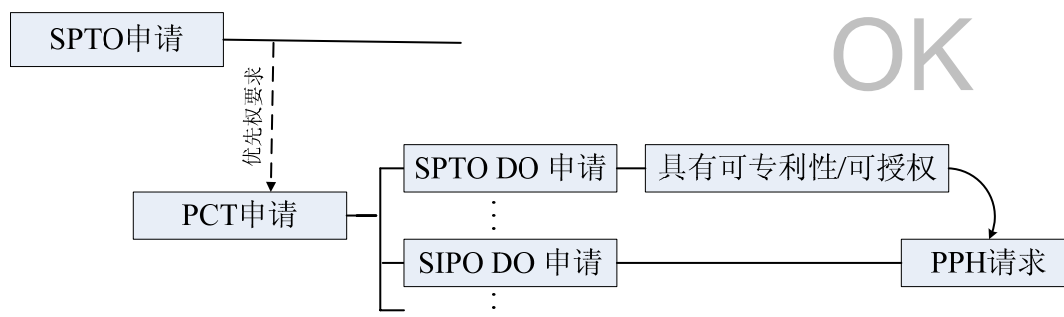 SPTO申请
OK
优先权要求
SPTO DO 申请
具有可专利性/可授权
PCT申请
SIPO DO 申请
PPH请求